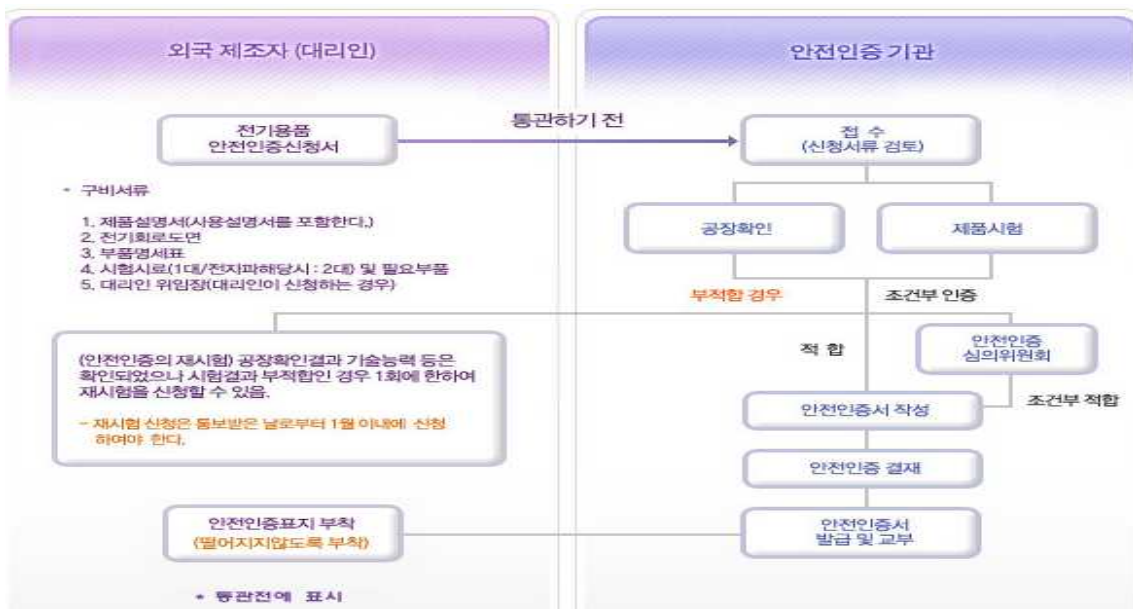 외국 제조자 (대리인)
안전인증 기관
전기용품
안전인증신청서
통관하기 전
접 수
(신청서류 검토)
• 구비서류
1. 제품설명서(사용설명서를 포함한다.)
2. 전기회로도면
3. 부품명세표
4. 시험시료(1대/전자파해당시 : 2대) 및 필요부품
5. 대리인 위임장(대리인이 신청하는 경우)
공장확인
제품시험
부적합 경우
조건부 인증
(안전인증의 재시험) 공장확인결과 기술능력 등은
확인되었으나 시험결과 부적합인 경우 1회에 한하여
재시험을 신청할 수 있음.
- 재시험 신청은 통보받은 날로부터 1월 이내에 신청
하여야 한다.
적 합
안전인증
심의위원회
조건부 적합
안전인증서 작성
안전인증 결재
안전인증표지 부착
(떨어지지않도록 부착)
안전인증서
발급 및 교부
• 통관전에 표시